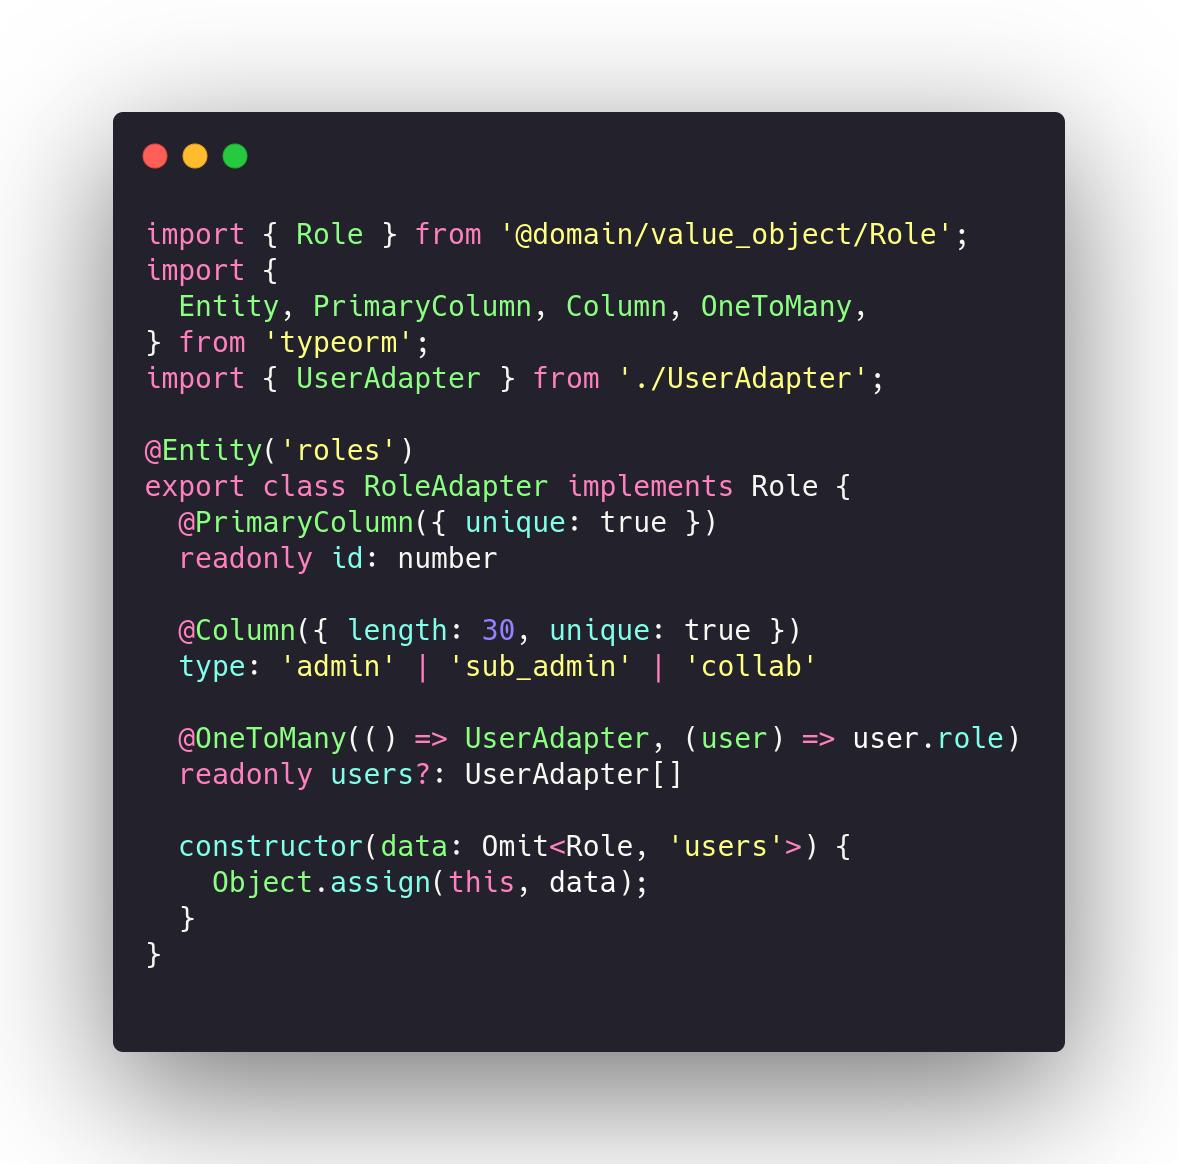 import { Role } from '@domain/value_object/Role';
import {
  Entity, PrimaryColumn, Column, OneToMany,
} from 'typeorm';
import { UserAdapter } from './UserAdapter';

@Entity('roles')
export class RoleAdapter implements Role {
  @PrimaryColumn({ unique: true })
  readonly id: number

  @Column({ length: 30, unique: true })
  type: 'admin' | 'sub_admin' | 'collab'

  @OneToMany(() => UserAdapter, (user) => user.role)
  readonly users?: UserAdapter[]

  constructor(data: Omit<Role, 'users'>) {
    Object.assign(this, data);
  }
}